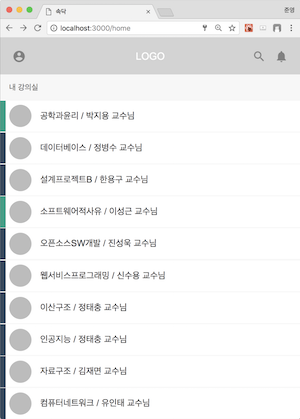 속닥
준영
localhost:3000/home
LOGO
내 강의실
공학과윤리 / 박지용 교수님
데이터베이스 / 정병수 교수님
설계프로젝트B / 한용구 교수님
소프트웨어적사유 / 이성근 교수님
오픈소스SW개발 / 진성욱 교수님
웹서비스프로그래밍 / 신수용 교수님
이산구조 / 정태충 교수님
인공지능 / 정태충 교수님
자료구조 / 김재면 교수님
컴퓨터네트워크 / 유인태 교수님